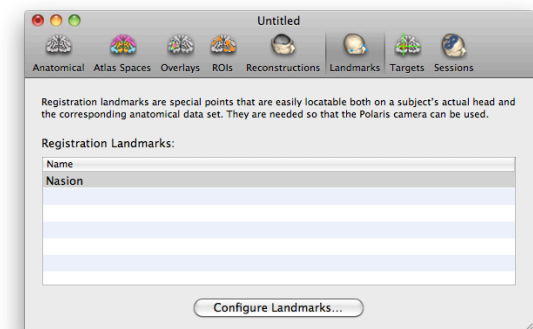 Untitled
Anatomical Atlas Spaces Overlays ROIs Reconstructions Landmarks Targets Sessions
Registration landmarks are special points that are easily locatable both on a subject's actual head and
the corresponding anatomical data set. They are needed so that the Polaris camera can be used.
Registration Landmarks:
Name
Nasion
Configure Landmarks...